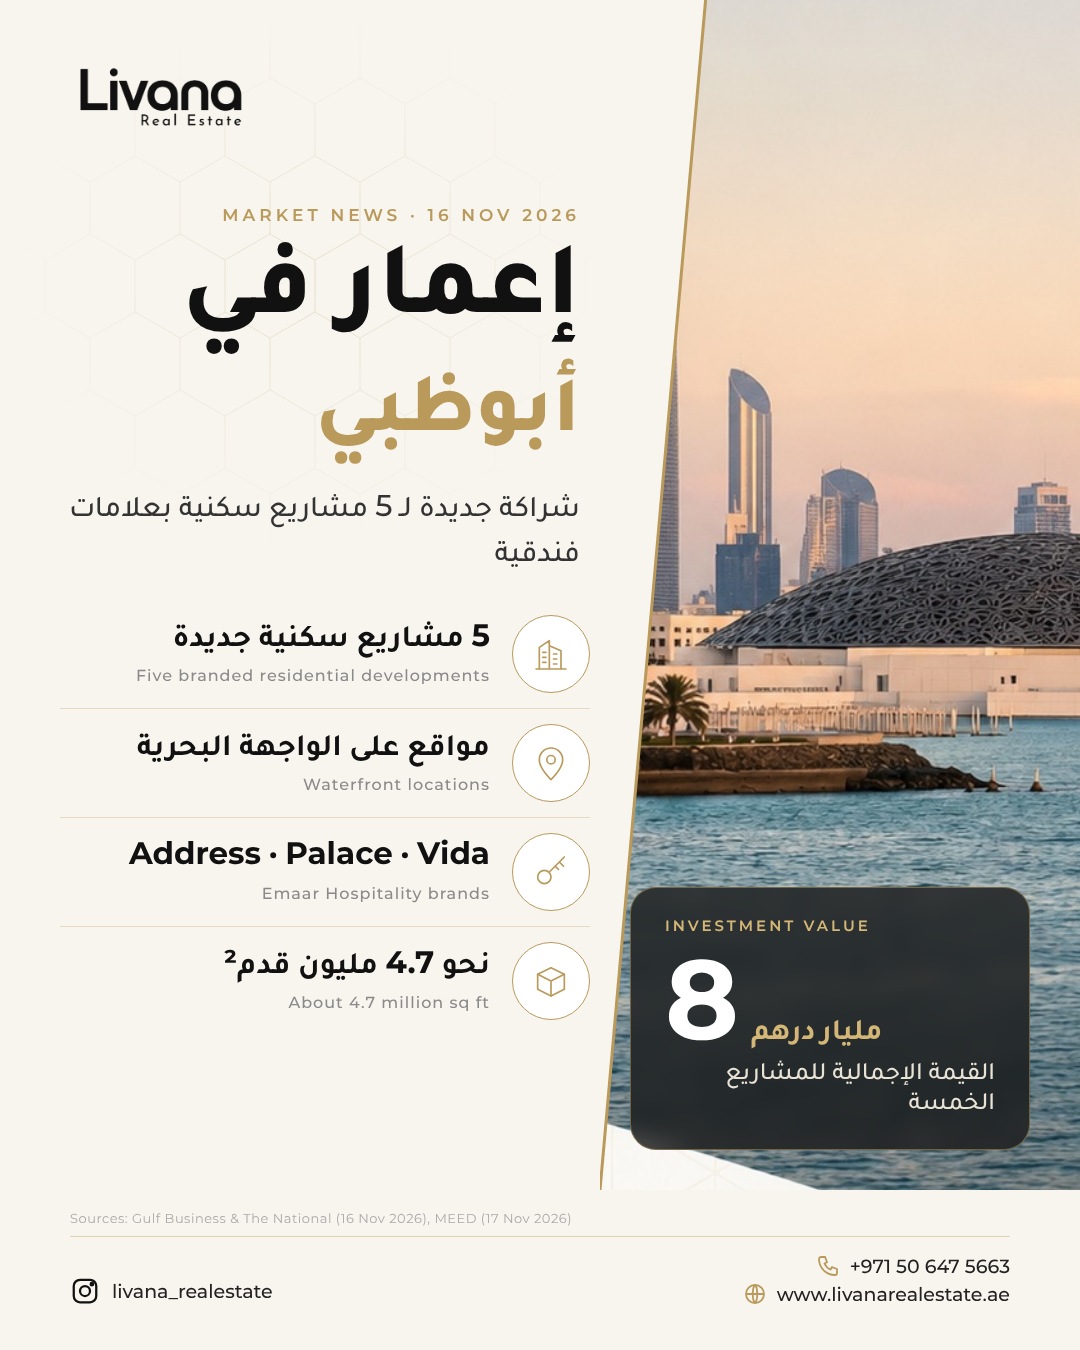 Livana
Real Estate
MARKET NEWS · 16 NOV 2026
إعمار في
أبوظبي
شراكة جديدة لـ 5 مشاريع سكنية بعلامات
فندقية
5 مشاريع سكنية جديدة
Five branded residential developments
مواقع على الواجهة البحرية
Waterfront locations
Address · Palace · Vida
Emaar Hospitality brands
نحو 4.7 مليون قدم²
About 4.7 million sq ft
INVESTMENT VALUE
8 مليار درهم
القيمة الإجمالية للمشاريع
الخمسة
Sources: Gulf Business & The National (16 Nov 2026), MEED (17 Nov 2026)
livana_realestate
+971 50 647 5663
www.livanarealestate.ae